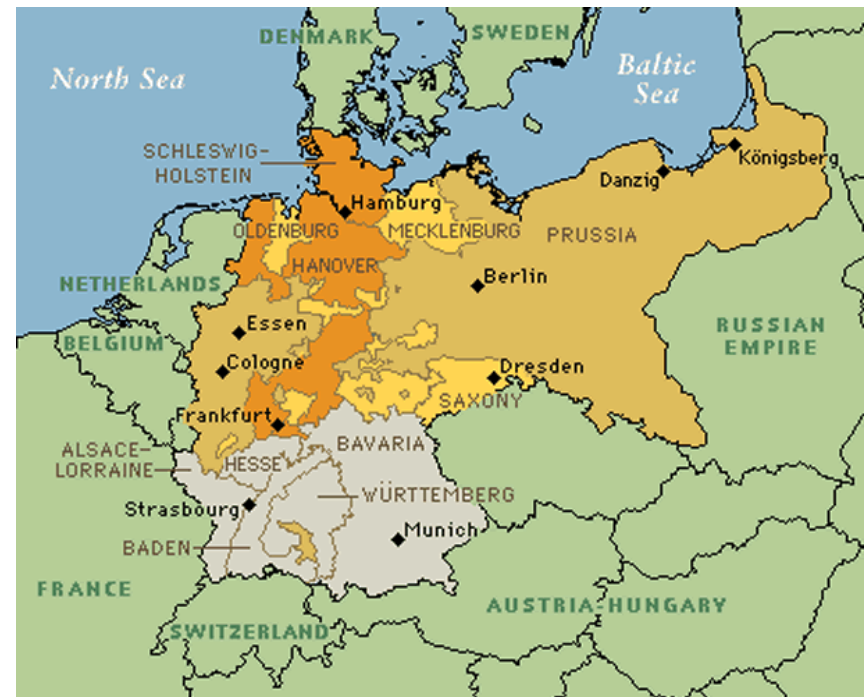 DENMARK
SWEDEN
North Sea
Baltic
Sea
SCHLESWIG-
HOLSTEIN
Königsberg
Danzig
Hamburg
OLDENBURG
MECKLENBURG
PRUSSIA
HANOVER
Berlin
NETHERLANDS
Essen
RUSSIAN
EMPIRE
BELGIUM
Cologne
Dresden
SAXONY
Frankfurt
BAVARIA
ALSACE-
LORRAINE
HESSE
WÜRTTEMBERG
Strasbourg
Munich
BADEN
FRANCE
AUSTRIA-HUNGARY
SWITZERLAND